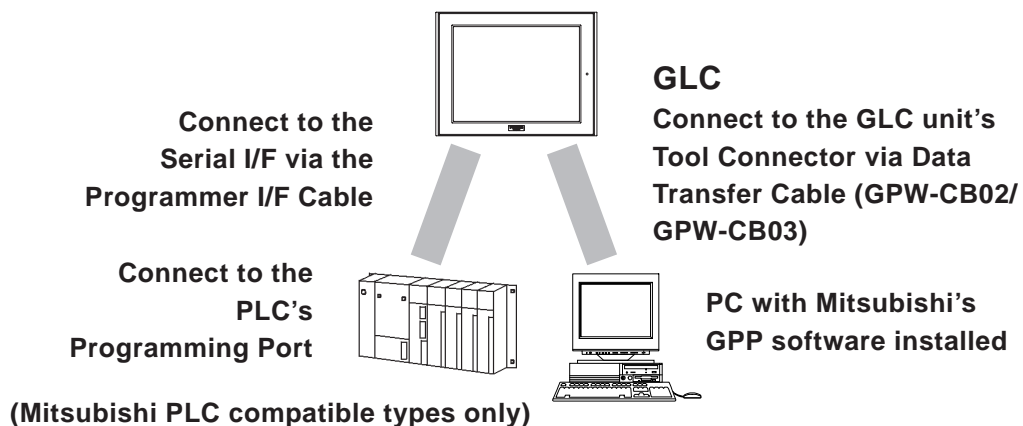 Connect to the
Serial I/F via the
Programmer I/F Cable
GLC
Connect to the GLC unit's
Tool Connector via Data
Transfer Cable (GPW-CB02/
GPW-CB03)
Connect to the
PLC's
Programming Port
PC with Mitsubishi's
GPP software installed
(Mitsubishi PLC compatible types only)